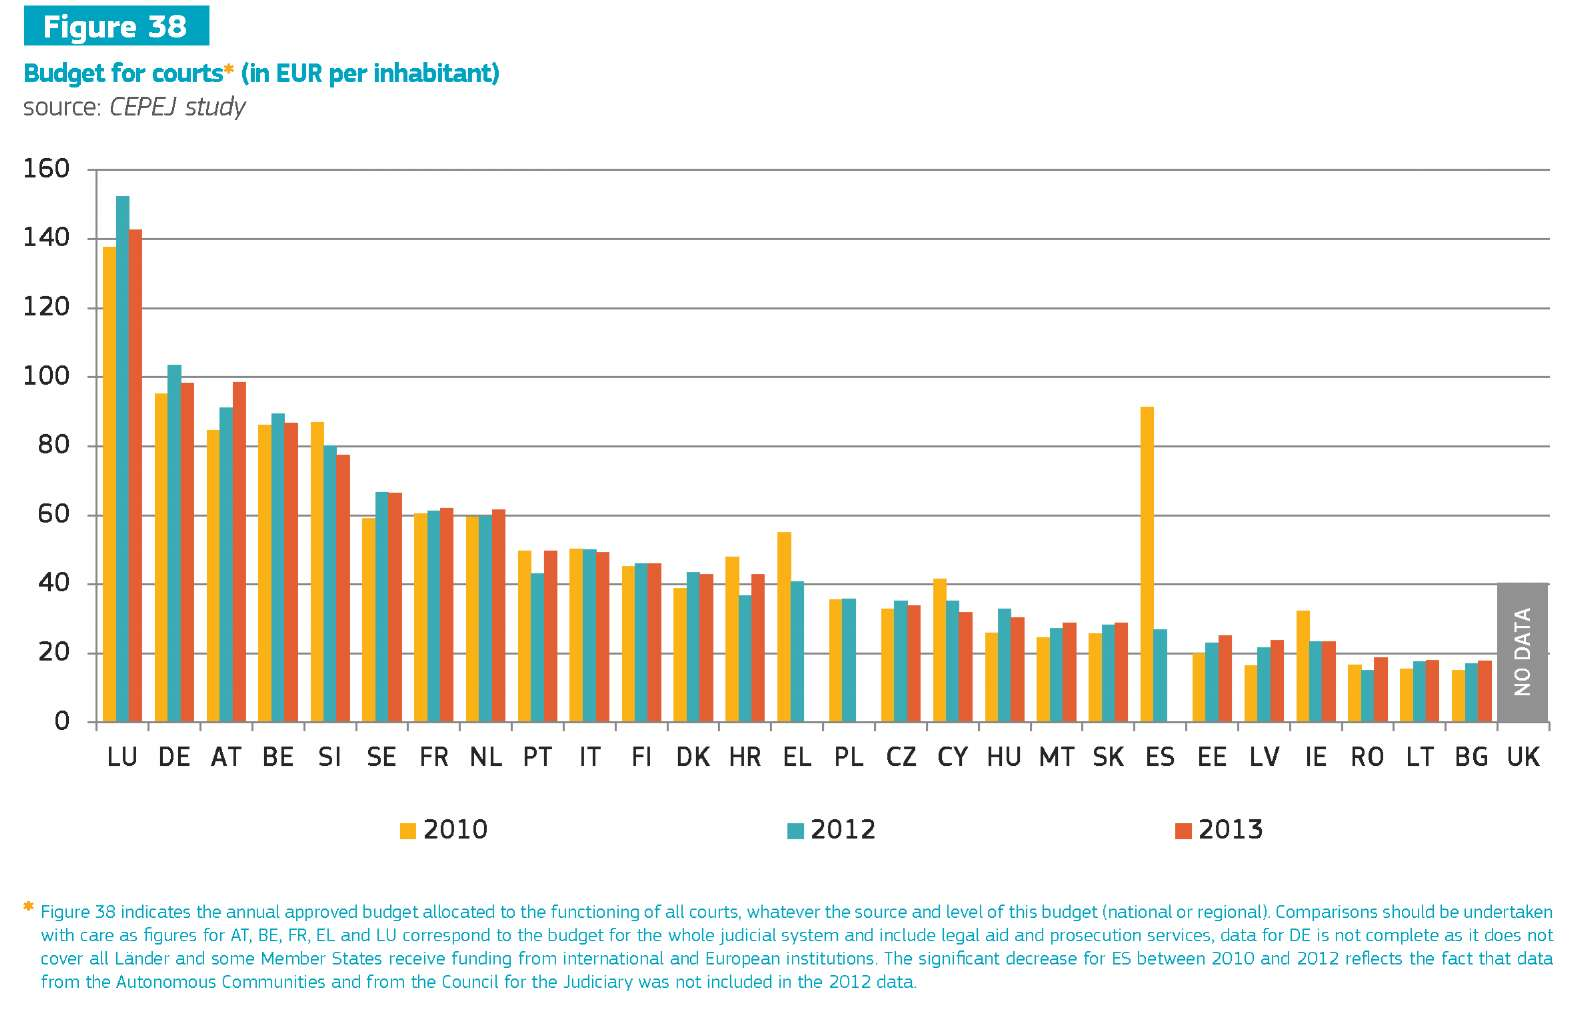 Figure 38
Budget for courts* (in EUR per inhabitant)
source: CEPEJ study
160
140
120
100
80
60
40
20
0
NO DATA
LU DE AT BE SI SE FR NL PT IT FI DK HR EL PL CZ CY HU MT SK ES EE LV IE RO LT BG UK
2010 2012 2013
* Figure 38 indicates the annual approved budget allocated to the functioning of all courts, whatever the source and level of this budget (national or regional). Comparisons should be undertaken
with care as figures for AT, BE, FR, EL and LU correspond to the budget for the whole judicial system and include legal aid and prosecution services, data for DE is not complete as it does not
cover all Länder and some Member States receive funding from international and European institutions. The significant decrease for ES between 2010 and 2012 reflects the fact that data
from the Autonomous Communities and from the Council for the Judiciary was not included in the 2012 data.